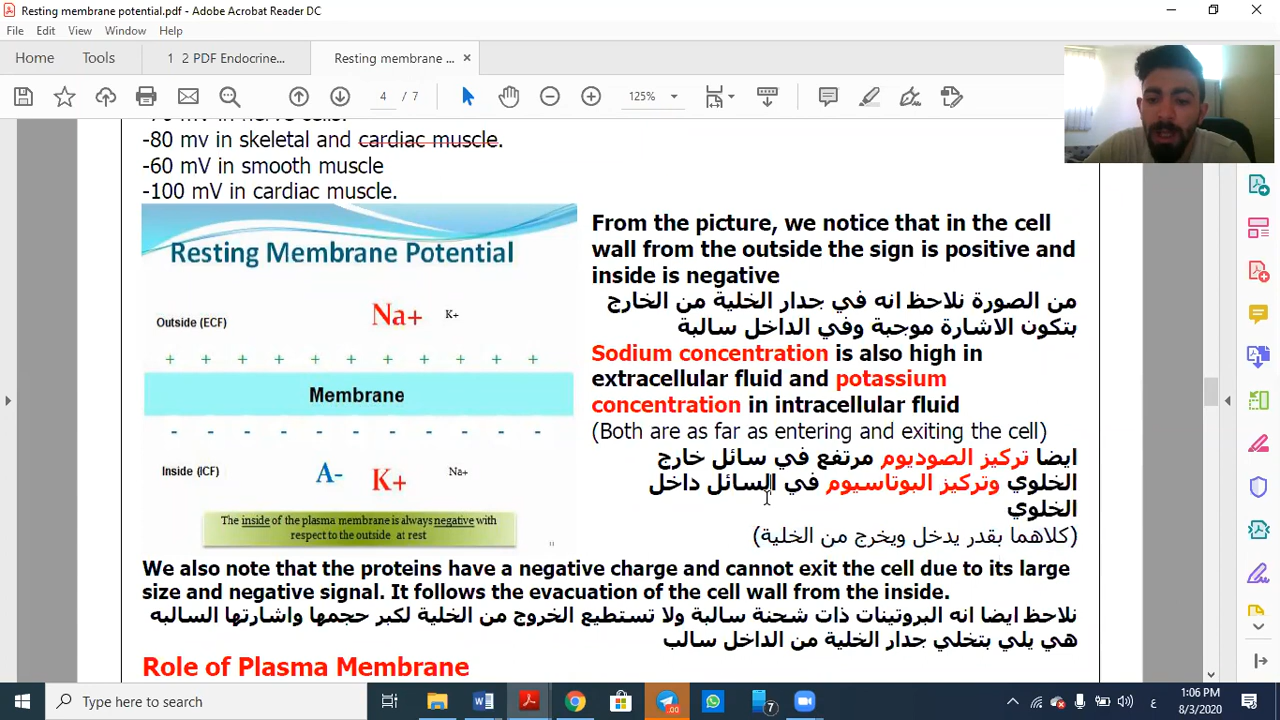 Resting membrane potential.pdf - Adobe Acrobat Reader DC
File Edit View Window Help
Home Tools 1 2 PDF Endocrine... Resting membrane ... ×
4 / 7 125%
-80 mv in skeletal and cardiac muscle.
-60 mV in smooth muscle
-100 mV in cardiac muscle.
Resting Membrane Potential
Outside (ECF) Na+ K+
+ + + + + + + + + + +
Membrane
- - - - - - - - - - -
Inside (ICF) A- K+ Na+
The inside of the plasma membrane is always negative with
respect to the outside at rest
From the picture, we notice that in the cell
wall from the outside the sign is positive and
inside is negative
من الصورة نلاحظ انه في جدار الخلية من الخارج
بتكون الاشارة موجبة وفي الداخل سالبة
Sodium concentration is also high in
extracellular fluid and potassium
concentration in intracellular fluid
(Both are as far as entering and exiting the cell)
ايضا تركيز الصوديوم مرتفع في سائل خارج
الخلوي وتركيز البوتاسيوم في السائل داخل
الخلوي
(كلاهما بقدر يدخل ويخرج من الخلية)
We also note that the proteins have a negative charge and cannot exit the cell due to its large
size and negative signal. It follows the evacuation of the cell wall from the inside.
نلاحظ ايضا انه البروتينات ذات شحنة سالبة ولا تستطيع الخروج من الخلية لكبر حجمها واشارتها السالبه
هي يلي بتخلي جدار الخلية من الداخل سالب
Role of Plasma Membrane
Type here to search
7
ع
1:06 PM
8/3/2020